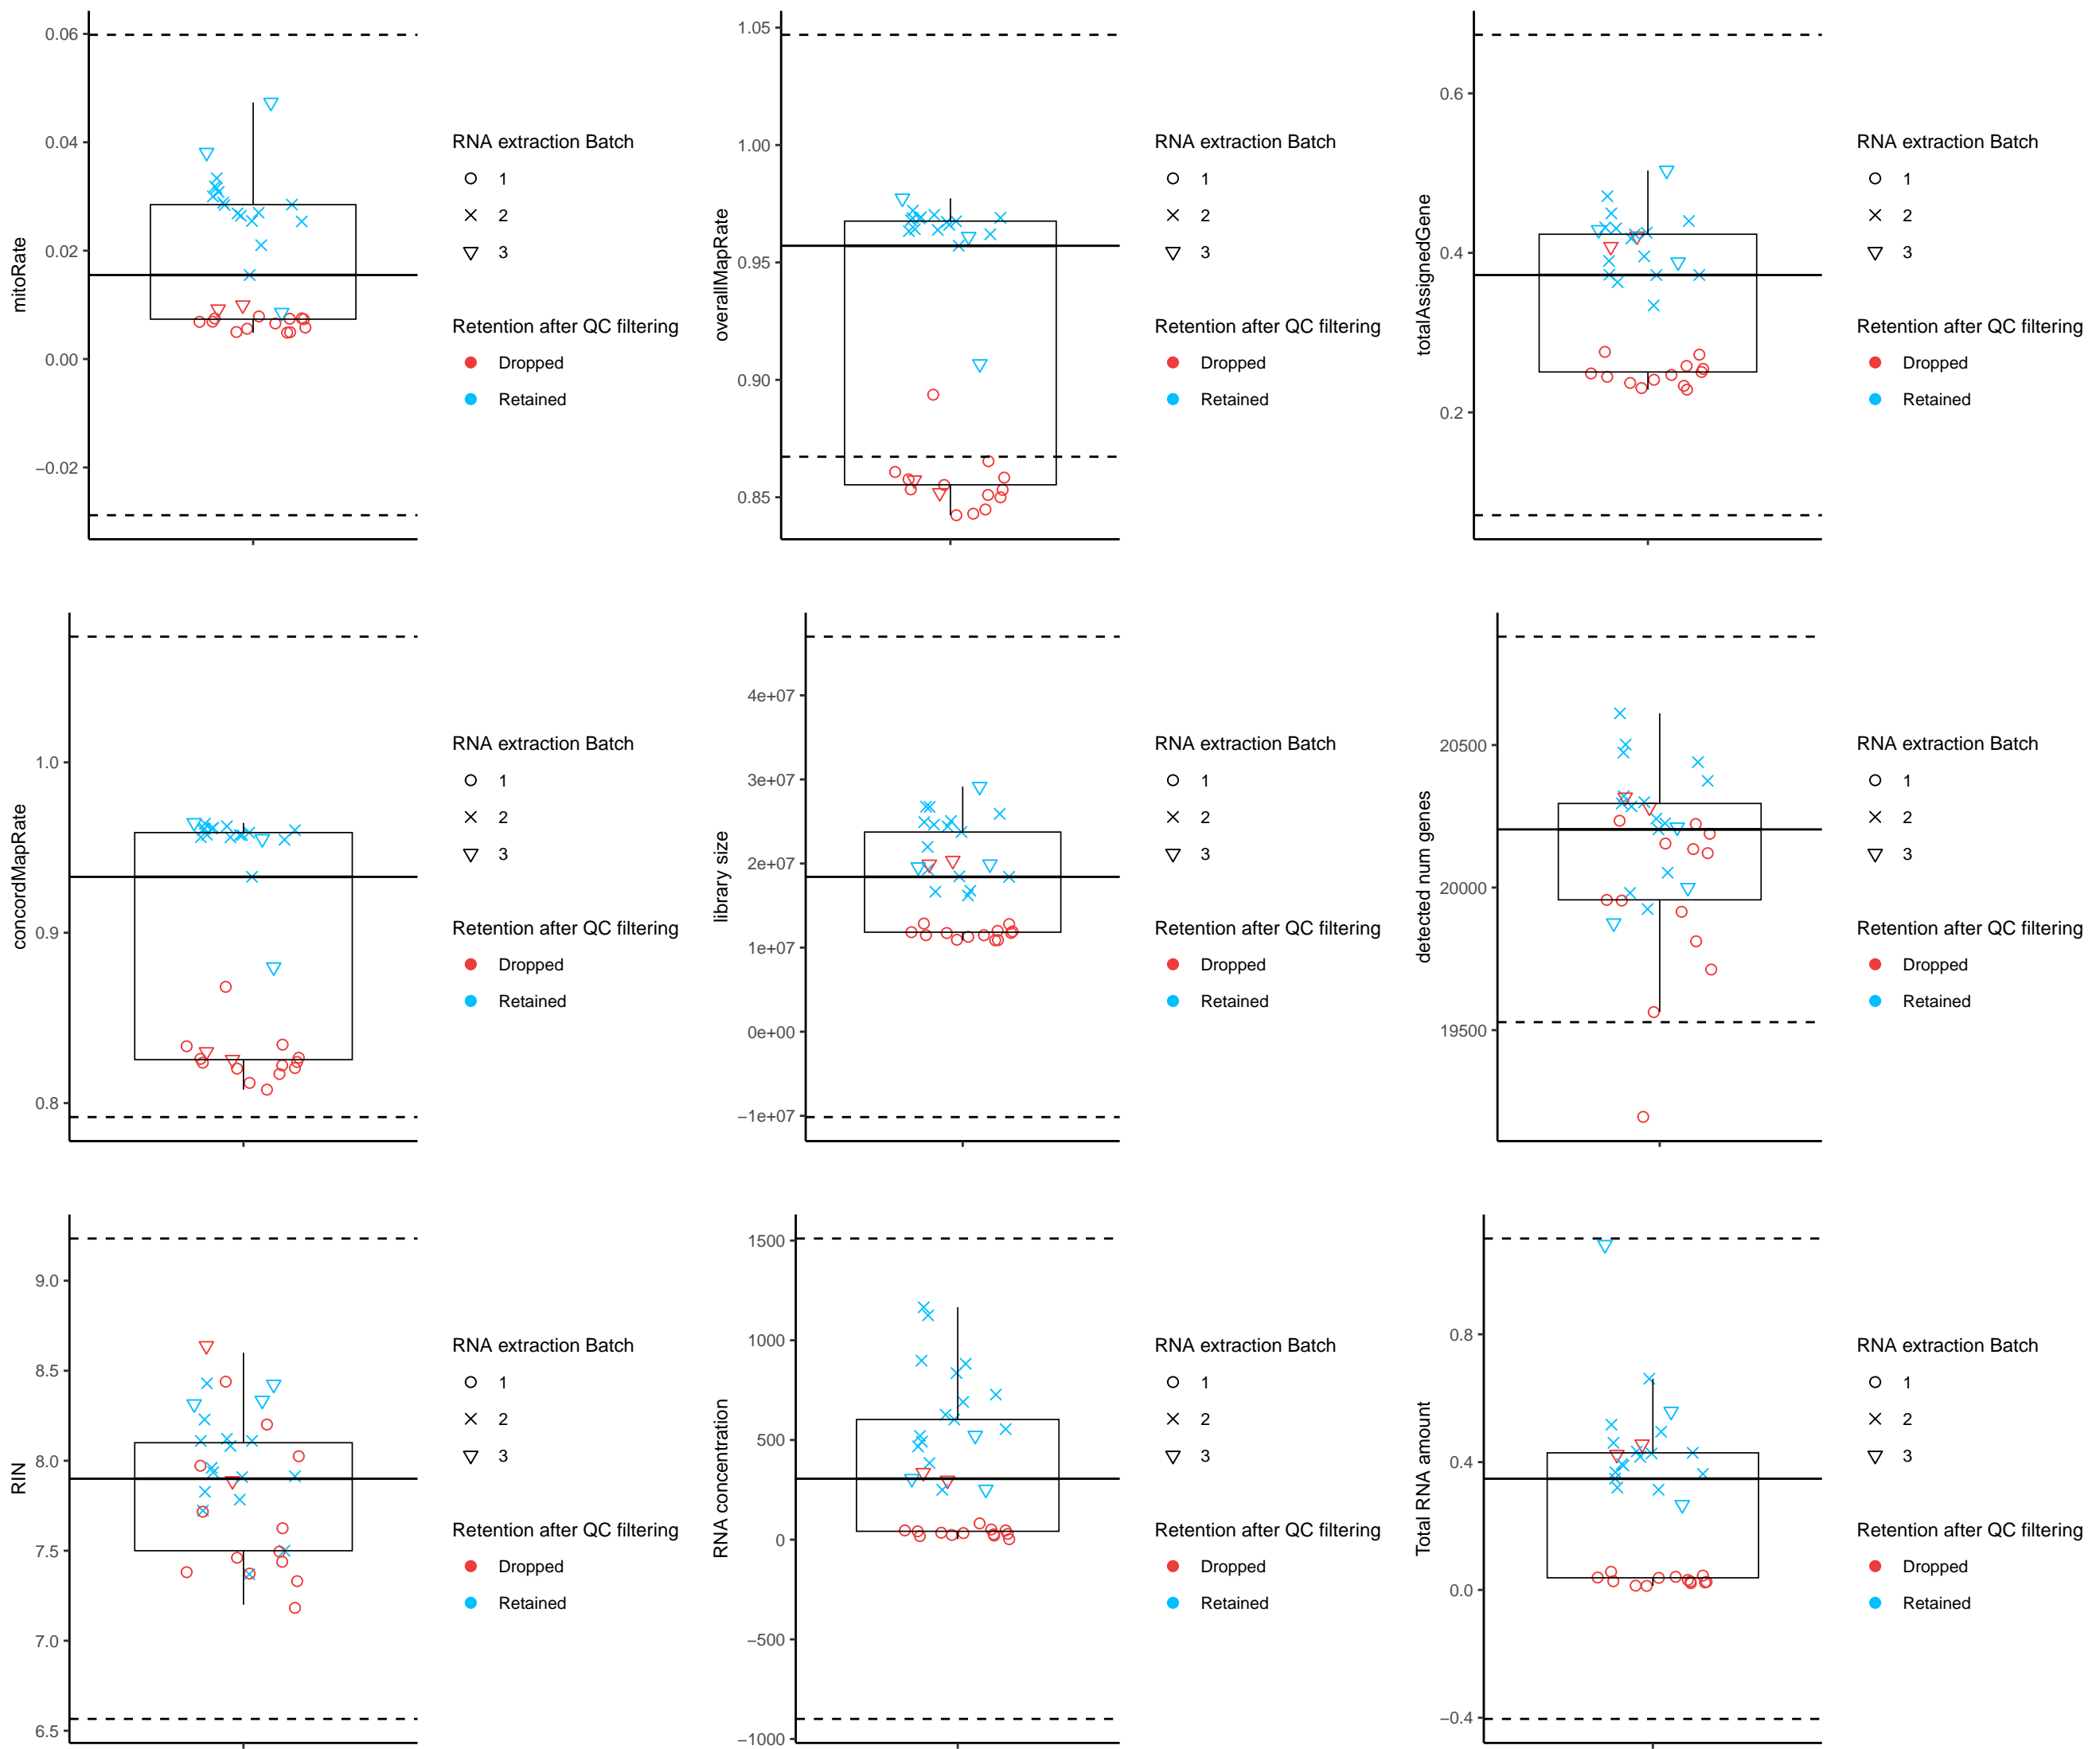 mitoRate
0.06
0.04
0.02
0.00
−0.02
RNA extraction Batch
1
2
3
Retention after QC filtering
Dropped
Retained
overallMapRate
1.05
1.00
0.95
0.90
0.85
RNA extraction Batch
1
2
3
Retention after QC filtering
Dropped
Retained
totalAssignedGene
0.6
0.4
0.2
RNA extraction Batch
1
2
3
Retention after QC filtering
Dropped
Retained
concordMapRate
1.0
0.9
0.8
RNA extraction Batch
1
2
3
Retention after QC filtering
Dropped
Retained
library size
4e+07
3e+07
2e+07
1e+07
0e+00
−1e+07
RNA extraction Batch
1
2
3
Retention after QC filtering
Dropped
Retained
detected num genes
20500
20000
19500
RNA extraction Batch
1
2
3
Retention after QC filtering
Dropped
Retained
RIN
9.0
8.5
8.0
7.5
7.0
6.5
RNA extraction Batch
1
2
3
Retention after QC filtering
Dropped
Retained
RNA concentration
1500
1000
500
0
−500
−1000
RNA extraction Batch
1
2
3
Retention after QC filtering
Dropped
Retained
Total RNA amount
0.8
0.4
0.0
−0.4
RNA extraction Batch
1
2
3
Retention after QC filtering
Dropped
Retained